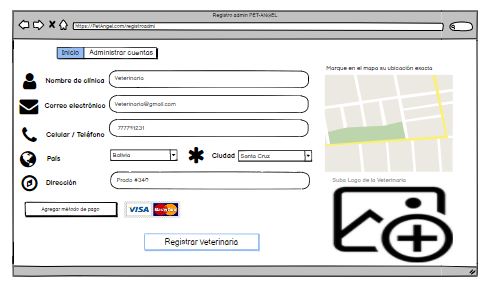 Registro admin PET-ANGEL
https://PetAngel.com/registroadmi
Inicio Administrar cuentas
Nombre de clínica Veterinaria
Correo electrónico Veterinaria@gmail.com
Celular / Teléfono 777911231
País Bolivia Ciudad Santa Cruz
Dirección Prado #349
Agregar método de pago VISA MasterCard
Registrar Veterinaria
Marque en el mapa su ubicación exacta
Suba Logo de la Veterinaria